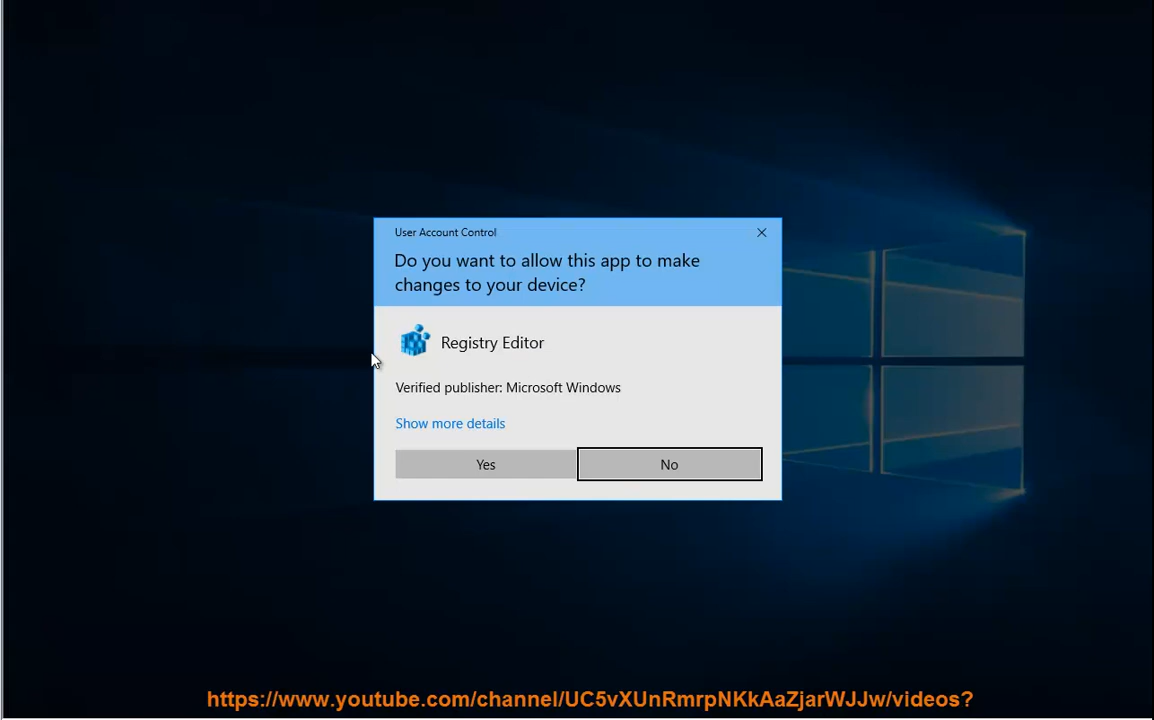 User Account Control
Do you want to allow this app to make
changes to your device?
Registry Editor
Verified publisher: Microsoft Windows
Show more details
Yes No
https://www.youtube.com/channel/UC5vXUnRmrpNKkAaZjarWJJw/videos?